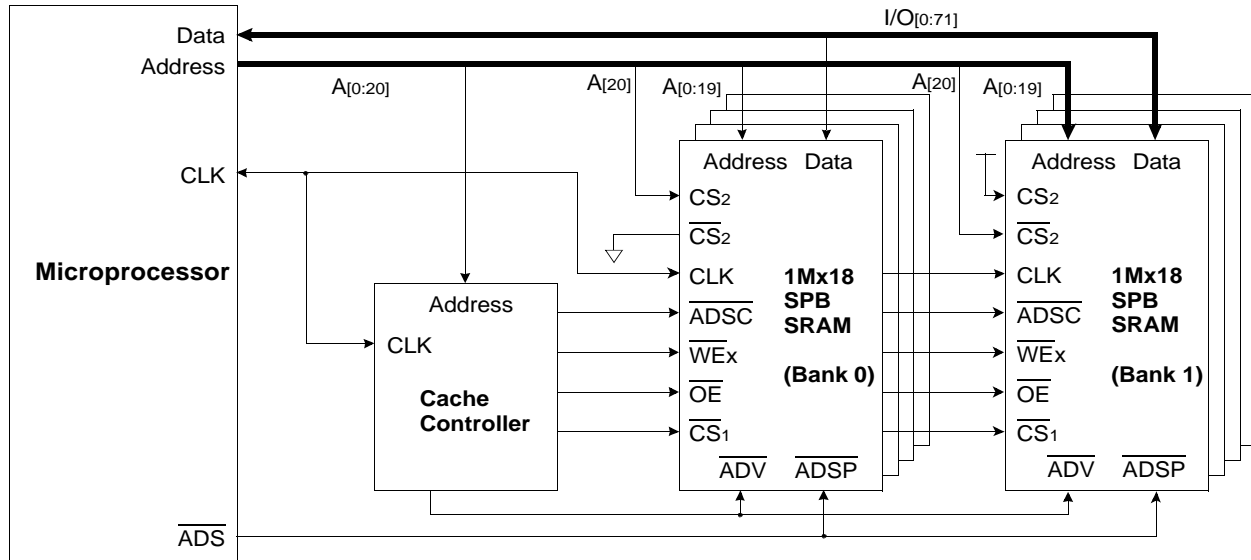 I/O[0:71]
Data
Address
A[0:20]
A[20]
A[0:19]
A[20]
A[0:19]
CLK
Microprocessor
ADS
Address
CLK
Cache
Controller
Address Data
CS2
CS2
CLK
ADSC
WEx
OE
CS1
ADV ADSP
1Mx18
SPB
SRAM
(Bank 0)
Address Data
CS2
CS2
CLK
ADSC
WEx
OE
CS1
ADV ADSP
1Mx18
SPB
SRAM
(Bank 1)